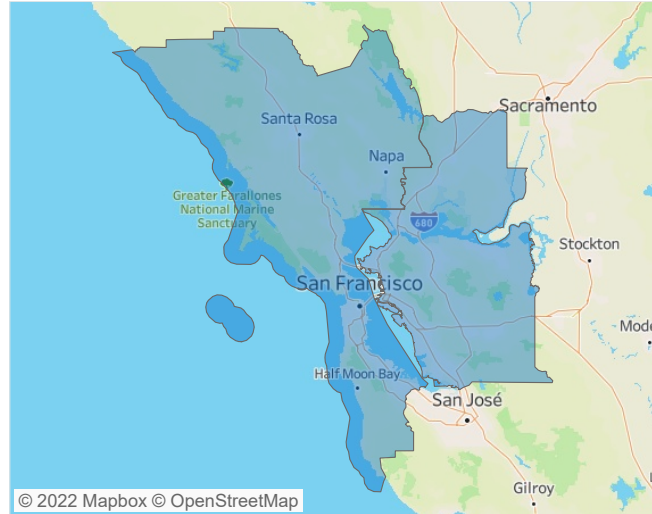 Sacramento
Santa Rosa
Napa
Greater Farallones
National Marine
Sanctuary
680
Stockton
San Francisco
Mode
Half Moon Bay
San José
Gilroy
© 2022 Mapbox © OpenStreetMap